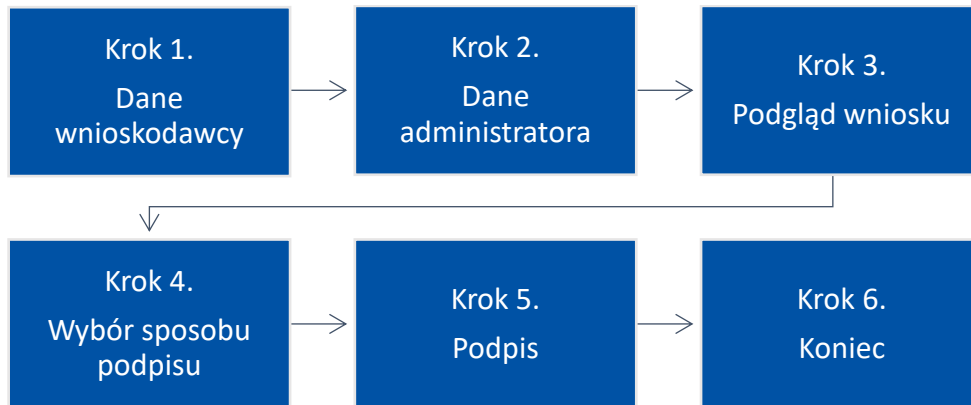 Krok 1.
Dane
wnioskodawcy
Krok 2.
Dane
administratora
Krok 3.
Podgląd wniosku
Krok 4.
Wybór sposobu
podpisu
Krok 5.
Podpis
Krok 6.
Koniec